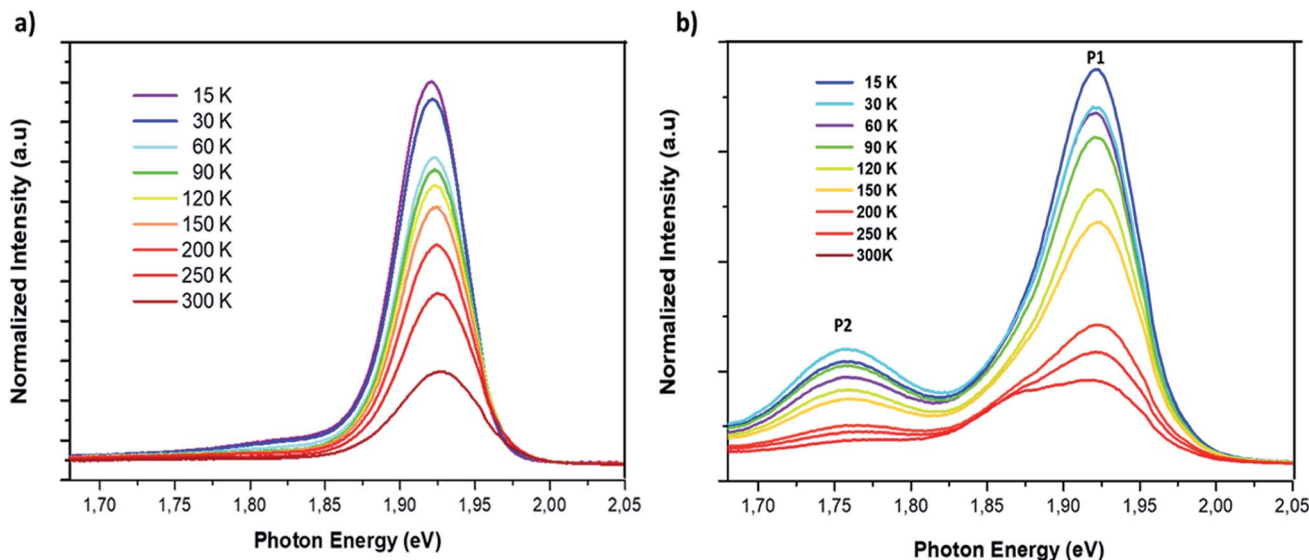 a)
Normalized Intensity (a.u)
15 K
30 K
60 K
90 K
120 K
150 K
200 K
250 K
300 K
1,70 1,75 1,80 1,85 1,90 1,95 2,00 2,05
Photon Energy (eV)
b)
Normalized Intensity (a.u)
P1
15 K
30 K
60 K
90 K
120 K
150 K
200 K
250 K
300K
P2
1,70 1,75 1,80 1,85 1,90 1,95 2,00 2,05
Photon Energy (eV)